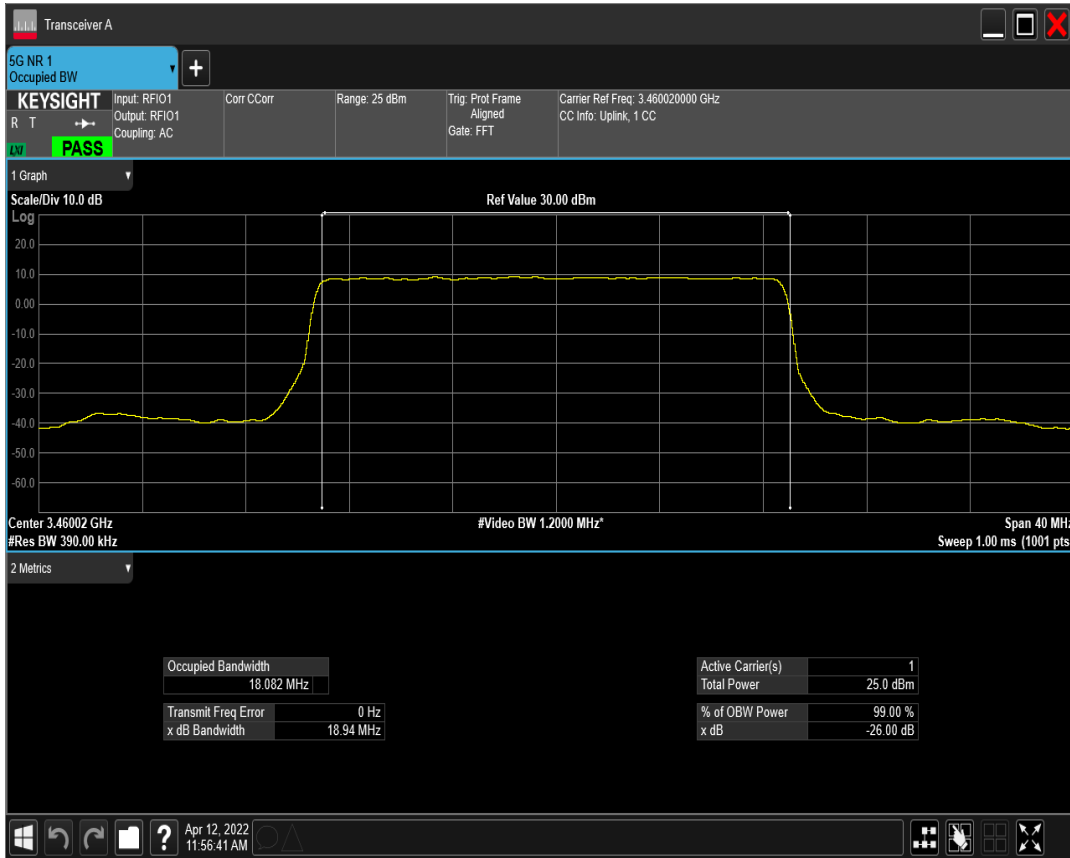 Transceiver A
5G NR 1
Occupied BW
KEYSIGHT
R T
LXI
PASS
Input: RFIO1
Output: RFIO1
Coupling: AC
Corr CCorr
Range: 25 dBm
Trig: Prot Frame
Aligned
Gate: FFT
Carrier Ref Freq: 3.460020000 GHz
CC Info: Uplink, 1 CC
1 Graph
Scale/Div 10.0 dB
Ref Value 30.00 dBm
Log
20.0
10.0
0.00
-10.0
-20.0
-30.0
-40.0
-50.0
-60.0
Center 3.46002 GHz
#Video BW 1.2000 MHz*
Span 40 MHz
#Res BW 390.00 kHz
Sweep 1.00 ms (1001 pts
2 Metrics
Occupied Bandwidth
18.082 MHz
Transmit Freq Error 0 Hz
x dB Bandwidth 18.94 MHz
Active Carrier(s) 1
Total Power 25.0 dBm
% of OBW Power 99.00 %
x dB -26.00 dB
?
Apr 12, 2022
11:56:41 AM